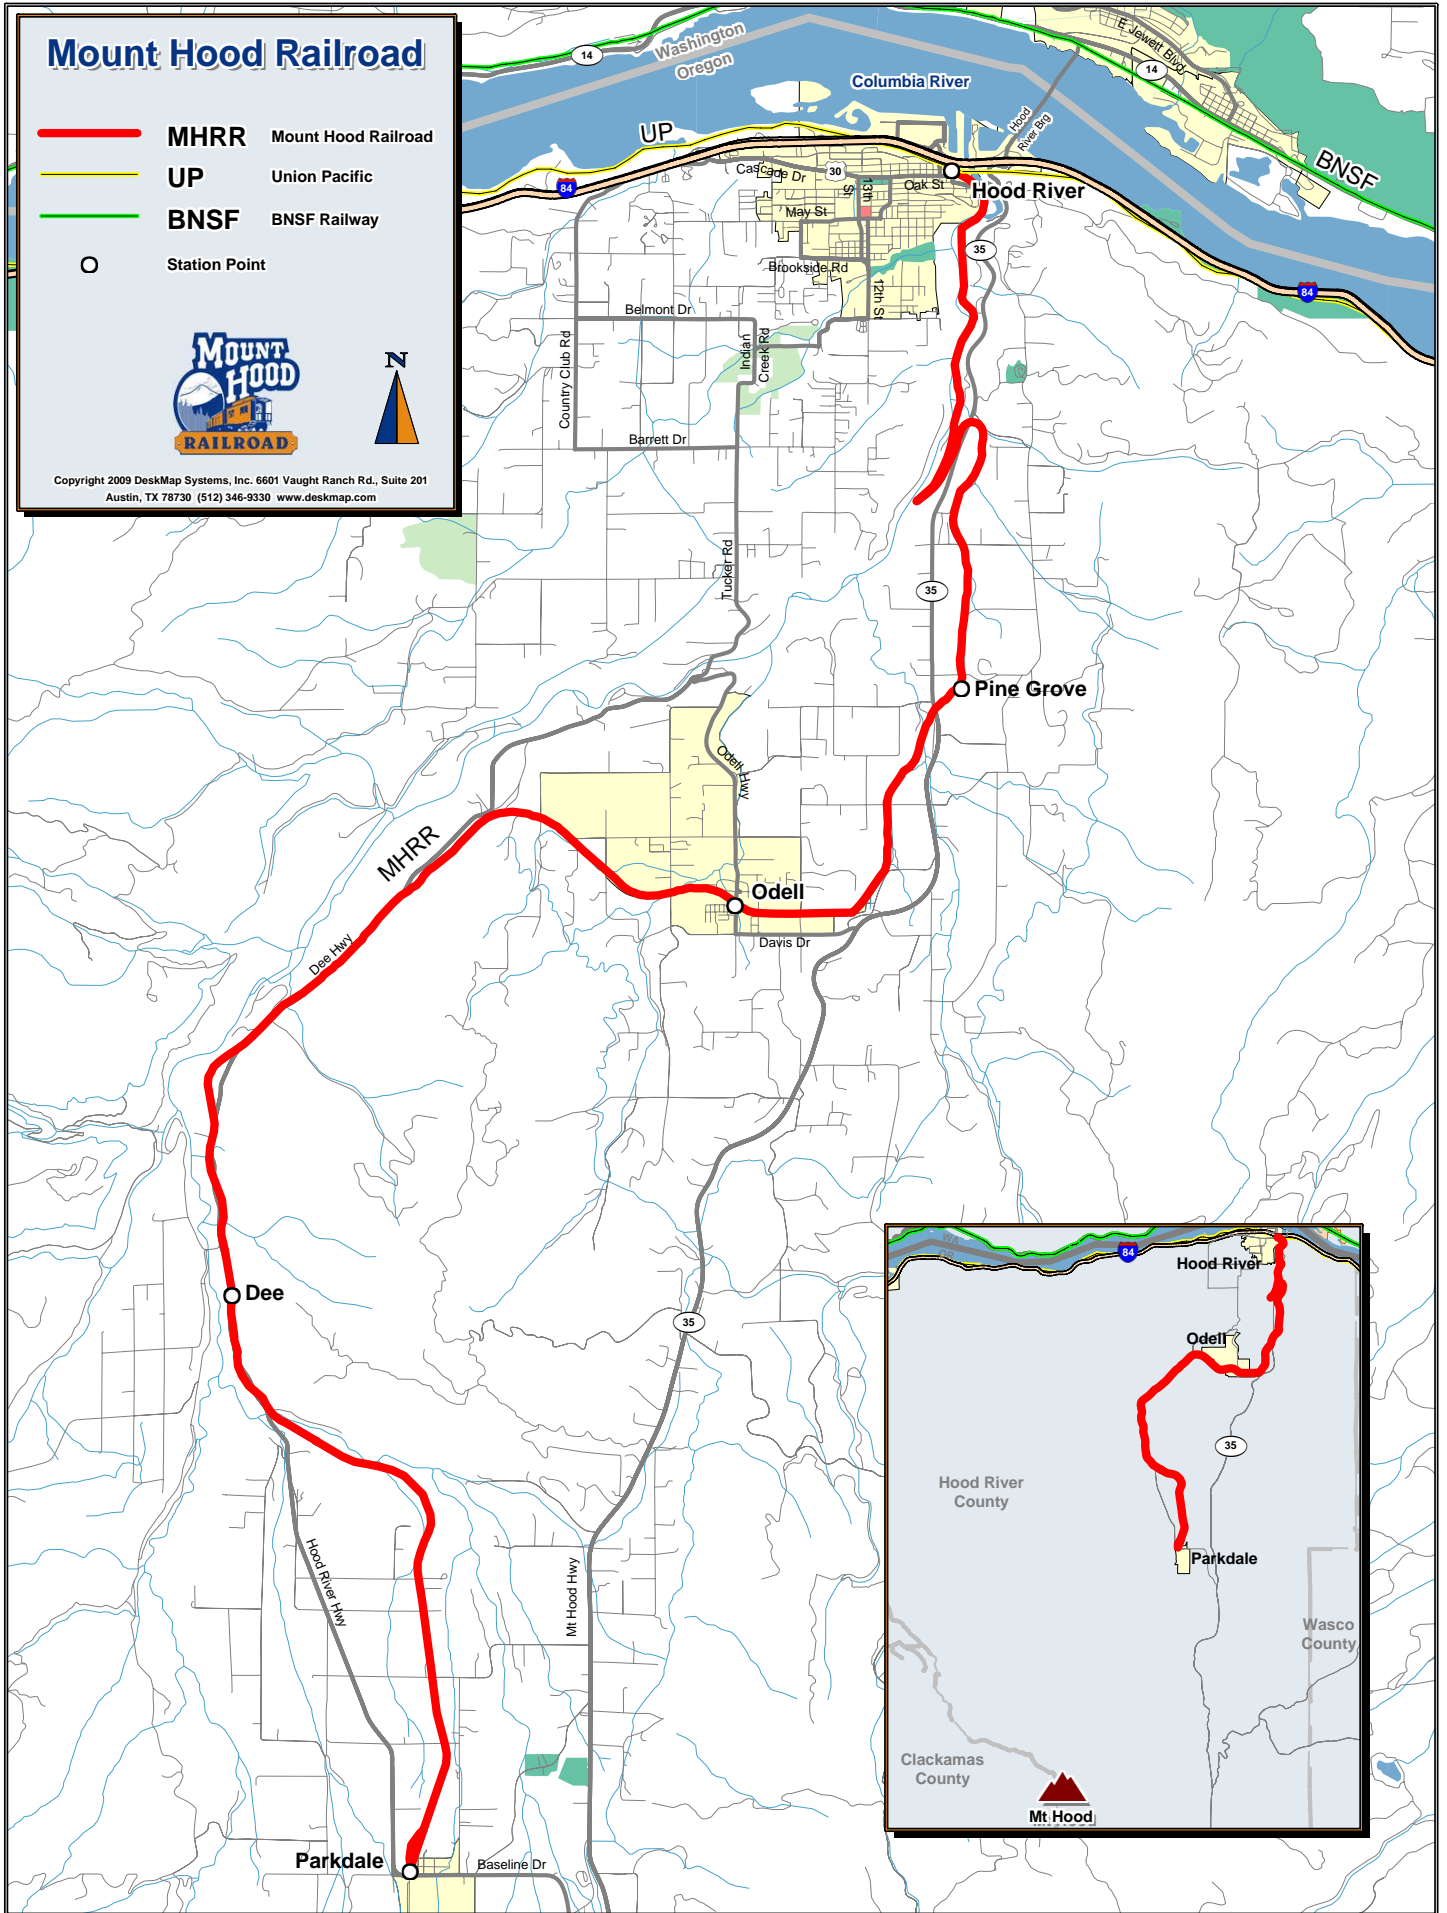 Mount Hood Railroad
MHRR Mount Hood Railroad
UP Union Pacific
BNSF BNSF Railway
Station Point
MOUNT
HOOD
RAILROAD
N
Copyright 2009 DeskMap Systems, Inc. 6601 Vaught Ranch Rd., Suite 201
Austin, TX 78730 (512) 346-9330 www.deskmap.com
14
Washington
Oregon
Columbia River
E Jewett Blvd
14
Hood
River Brg
UP
BNSF
84
Cascade Dr
30
13th
St
Oak St
Hood River
May St
35
Brookside Rd
12th St
84
Belmont Dr
Country Club Rd
Indian
Creek Rd
Barrett Dr
Tucker Rd
35
Pine Grove
Odell Hwy
MHRR
Odell
Davis Dr
Dee Hwy
Dee
35
Hood River Hwy
Mt Hood Hwy
Parkdale
Baseline Dr
WA
OR
84
Hood River
Odell
35
Hood River
County
Parkdale
Wasco
County
Clackamas
County
Mt Hood